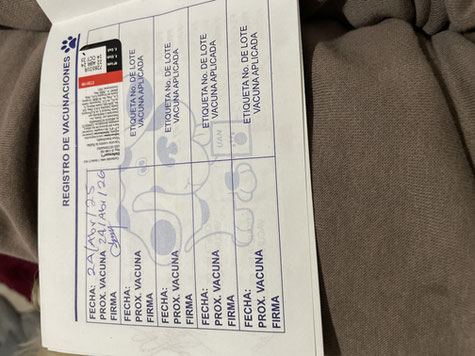 REGISTRO DE VACUNACIONES
FECHA: 24/Abr/25
PROX. VACUNA 24/Abr/26
FIRMA
FECHA:
PROX. VACUNA
FIRMA
ETIQUETA No. DE LOTE
VACUNA APLICADA
FECHA:
PROX. VACUNA
FIRMA
ETIQUETA No. DE LOTE
VACUNA APLICADA
FECHA:
PROX. VACUNA
FIRMA
ETIQUETA No. DE LOTE
VACUNA APLICADA
FECHA:
PROX. VACUNA
FIRMA
ETIQUETA No. DE LOTE
VACUNA APLICADA